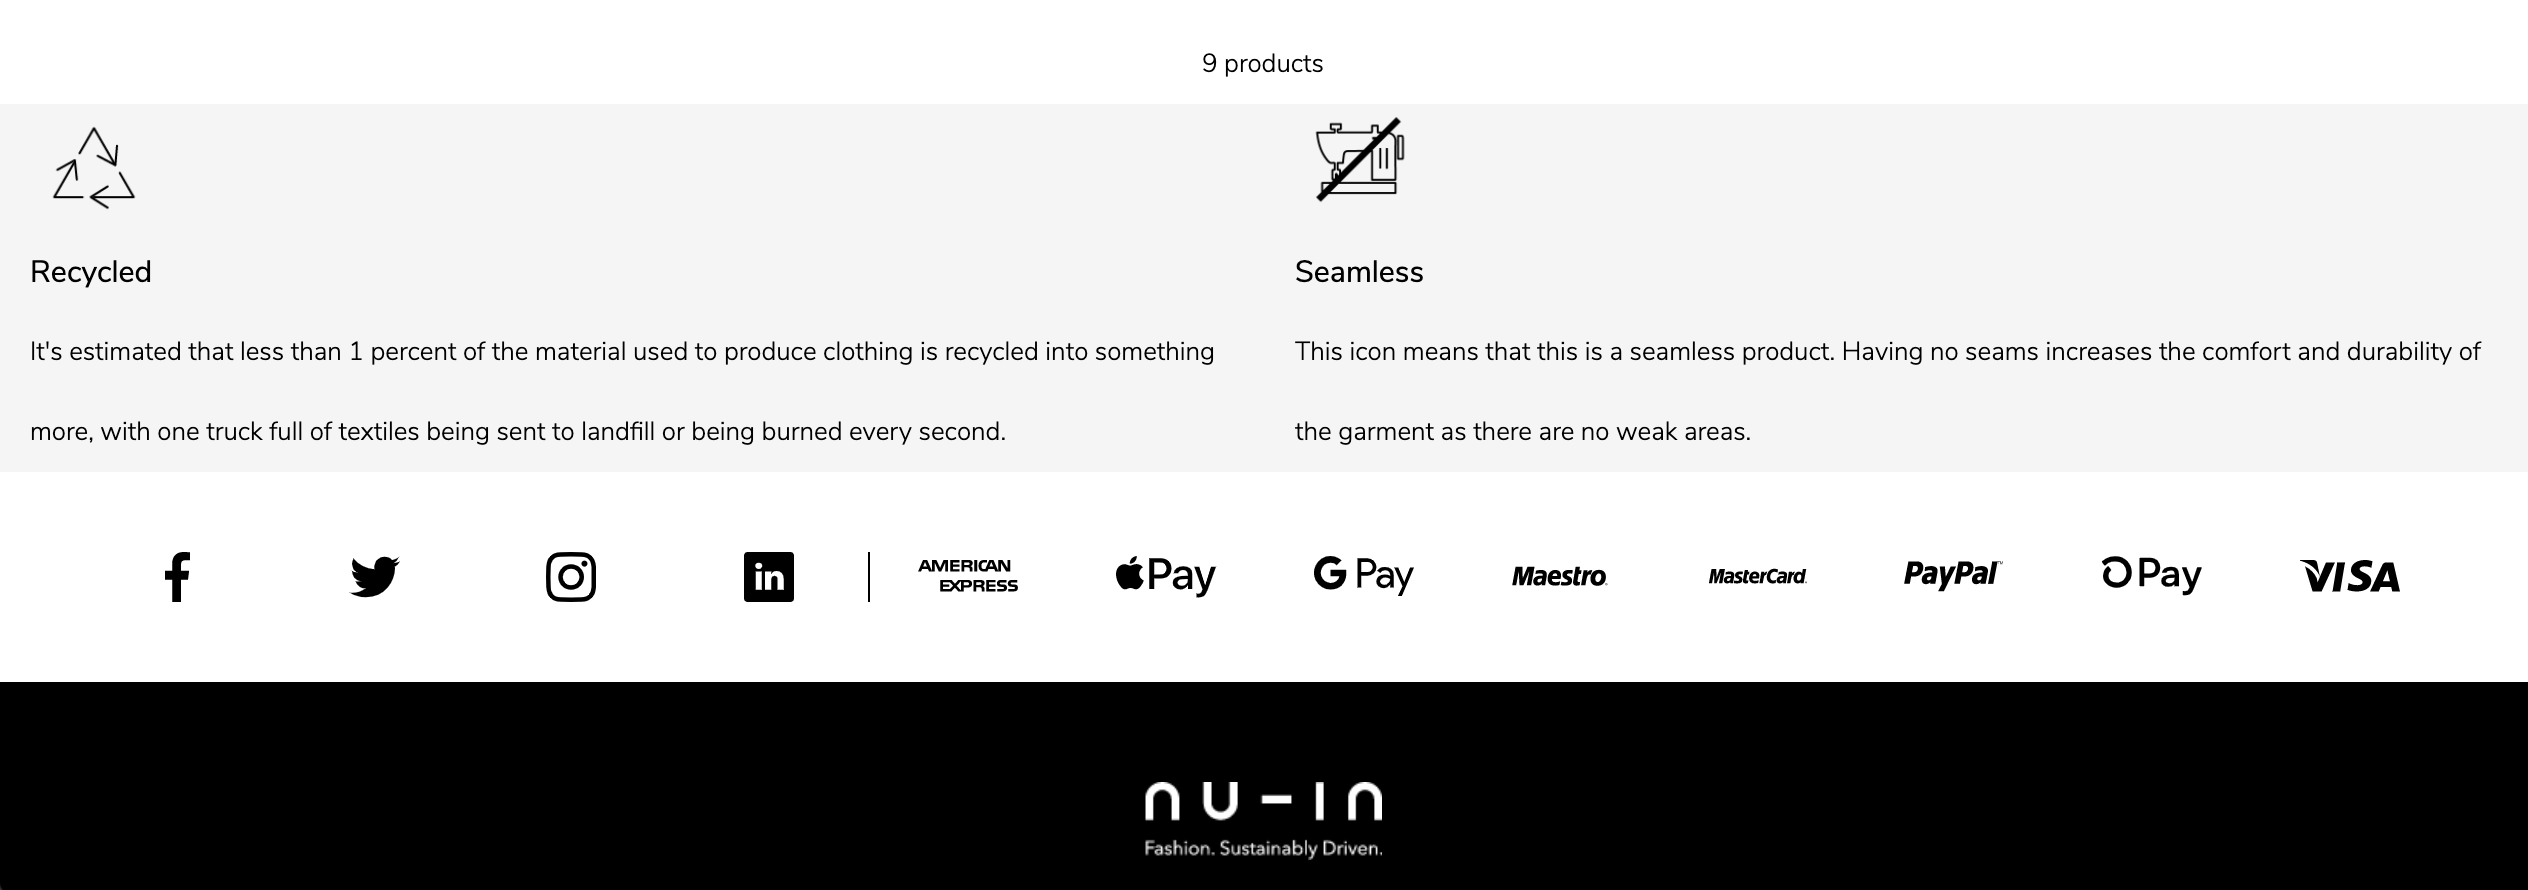 9 products
Recycled
It's estimated that less than 1 percent of the material used to produce clothing is recycled into something
more, with one truck full of textiles being sent to landfill or being burned every second.
Seamless
This icon means that this is a seamless product. Having no seams increases the comfort and durability of
the garment as there are no weak areas.
in
AMERICAN
EXPRESS
Pay
G Pay
Maestro
MasterCard
PayPal
Pay
VISA
nu-in
Fashion. Sustainably Driven.